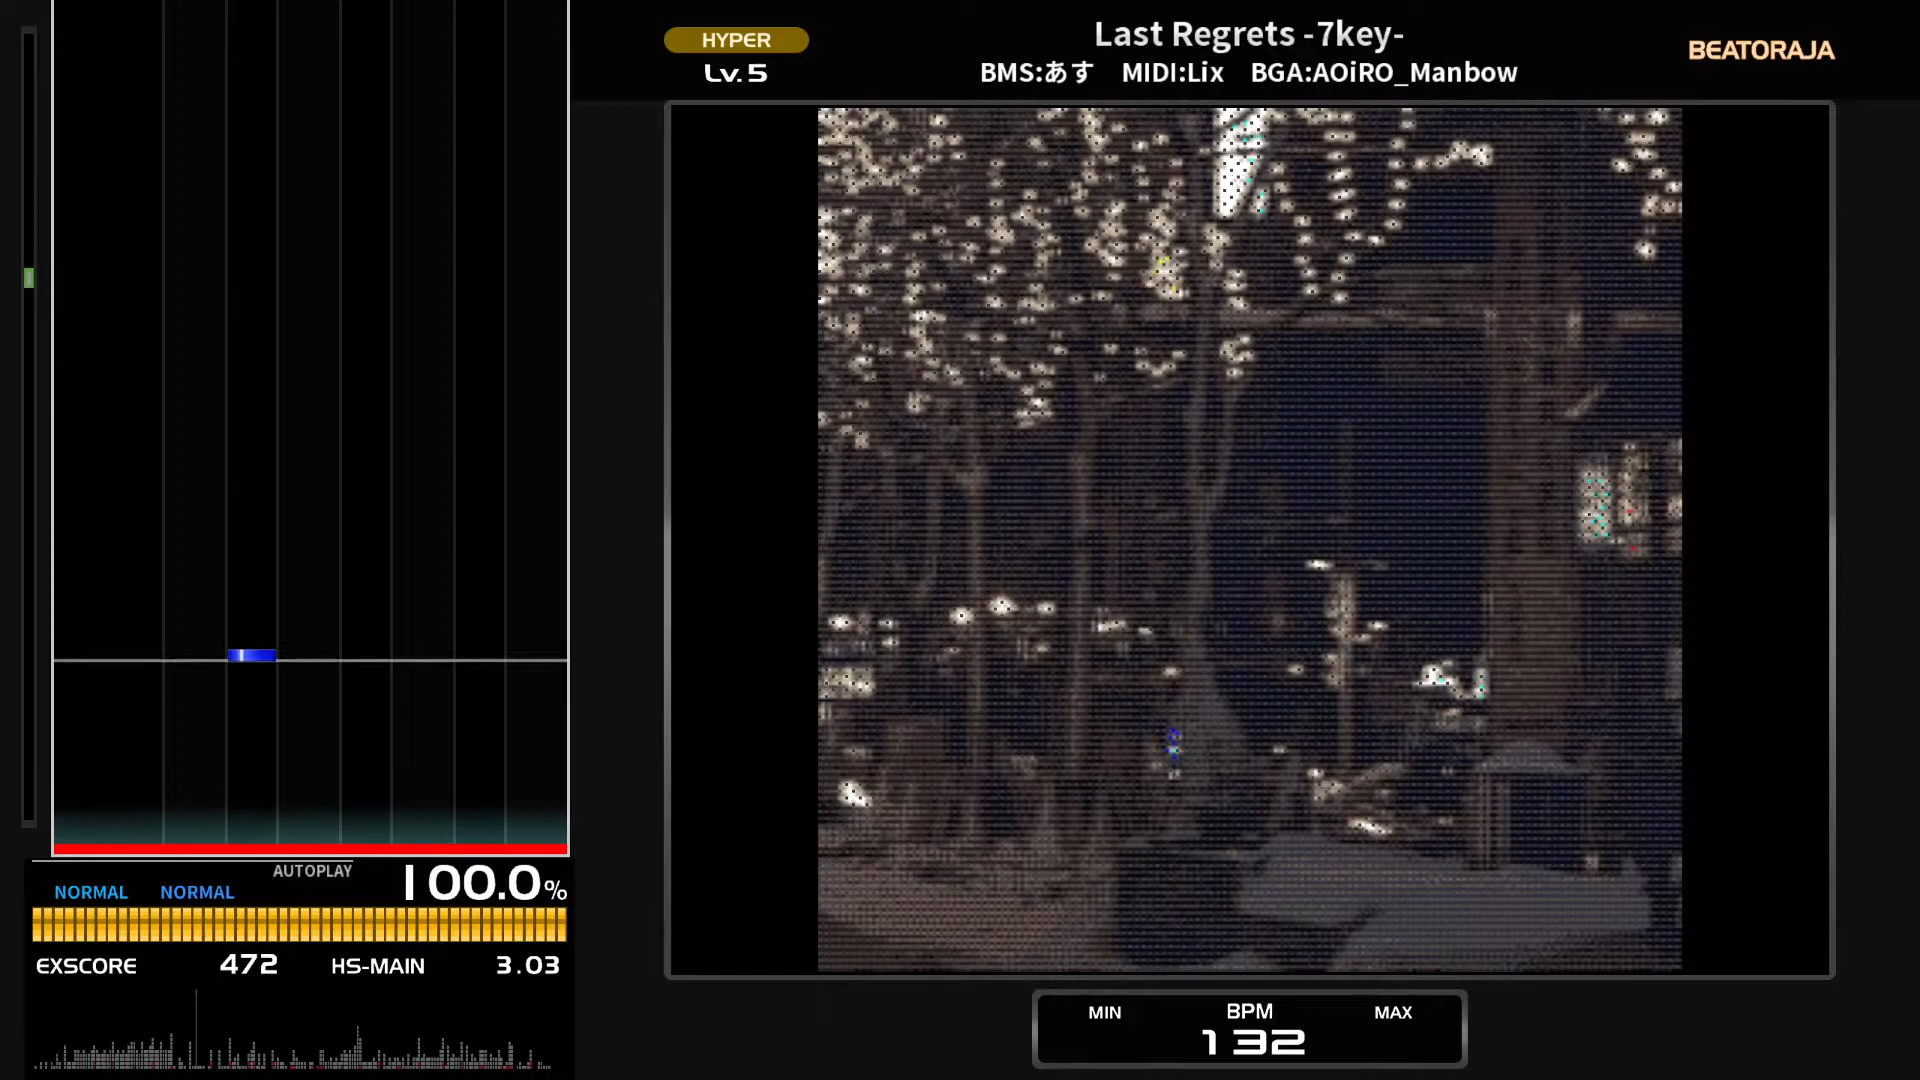 HYPER
Lv.5
Last Regrets -7key-
BMS:あす MIDI:Lix BGA:AOiRO_Manbow
BEATORAJA
AUTOPLAY
NORMAL NORMAL
100.0%
EXSCORE 472 HS-MAIN 3.03
MIN BPM MAX
132